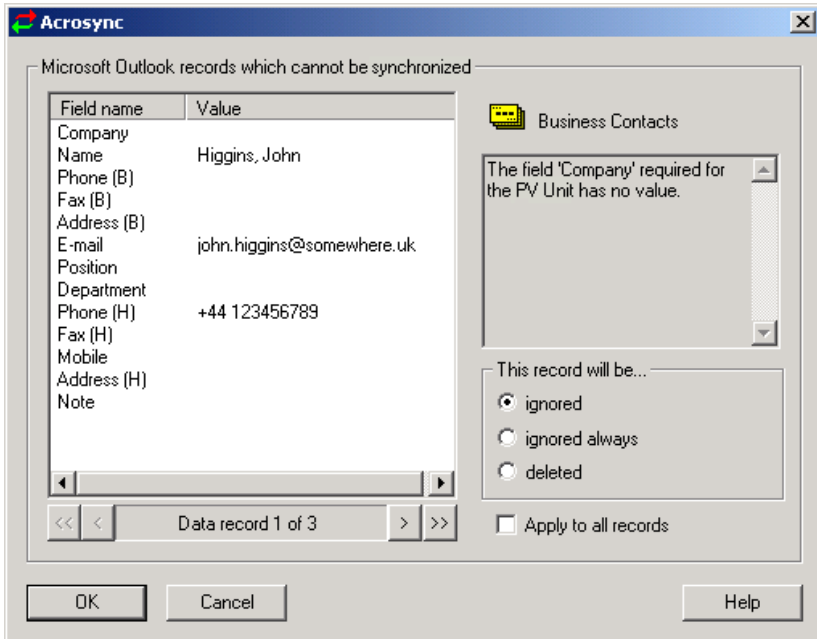 Acrosync
Microsoft Outlook records which cannot be synchronized
Field name Value
Company
Name Higgins, John
Phone (B)
Fax (B)
Address (B)
E-mail john.higgins@somewhere.uk
Position
Department
Phone (H) +44 123456789
Fax (H)
Mobile
Address (H)
Note
<< < Data record 1 of 3 > >>
Business Contacts
The field 'Company' required for
the PV Unit has no value.
This record will be...
ignored
ignored always
deleted
Apply to all records
OK Cancel Help